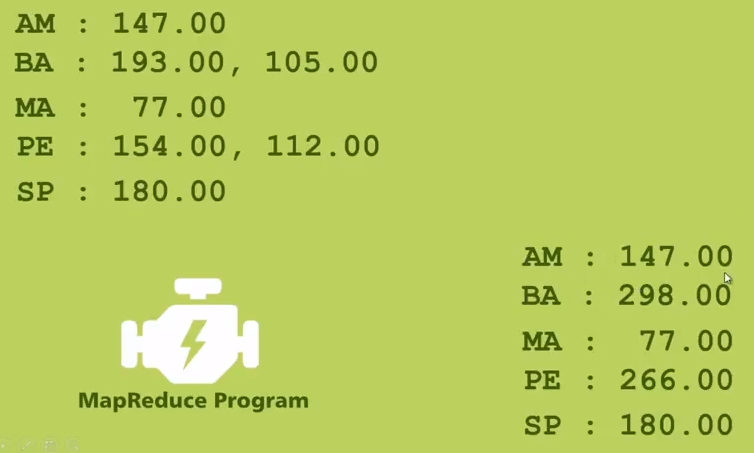 AM : 147.00
BA : 193.00, 105.00
MA :  77.00
PE : 154.00, 112.00
SP : 180.00
AM : 147.00
BA : 298.00
MA :  77.00
PE : 266.00
SP : 180.00
MapReduce Program